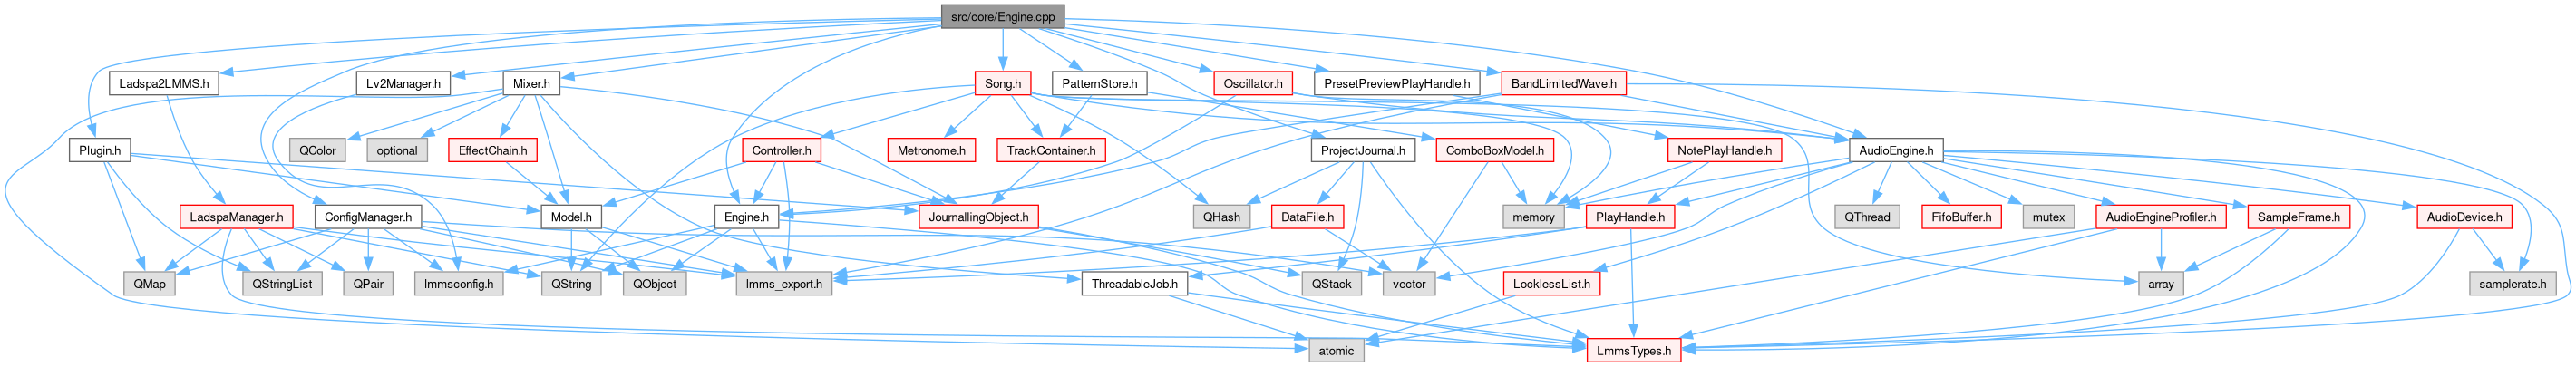 src/core/Engine.cpp
Ladspa2LMMS.h
Lv2Manager.h
Mixer.h
Song.h
PatternStore.h
Oscillator.h
PresetPreviewPlayHandle.h
BandLimitedWave.h
Plugin.h
QColor
optional
EffectChain.h
Controller.h
Metronome.h
TrackContainer.h
ProjectJournal.h
ComboBoxModel.h
NotePlayHandle.h
AudioEngine.h
LadspaManager.h
ConfigManager.h
Model.h
Engine.h
JournallingObject.h
QHash
DataFile.h
memory
PlayHandle.h
QThread
FifoBuffer.h
mutex
AudioEngineProfiler.h
SampleFrame.h
AudioDevice.h
QMap
QStringList
QPair
lmmsconfig.h
QString
QObject
lmms_export.h
ThreadableJob.h
QStack
vector
LocklessList.h
array
samplerate.h
atomic
LmmsTypes.h